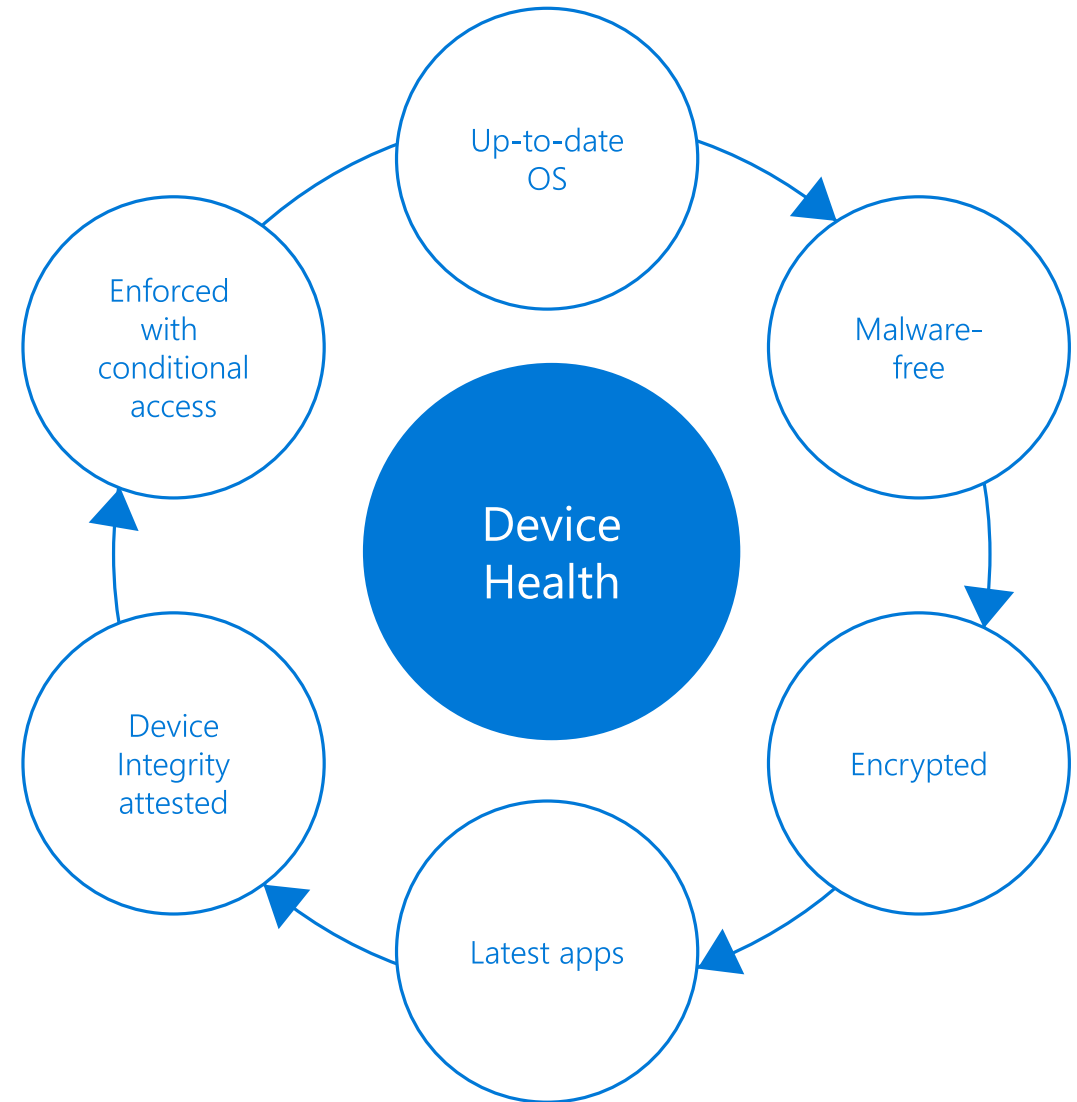 Up-to-date
OS
Malware-
free
Encrypted
Latest apps
Device
Integrity
attested
Enforced
with
conditional
access
Device
Health